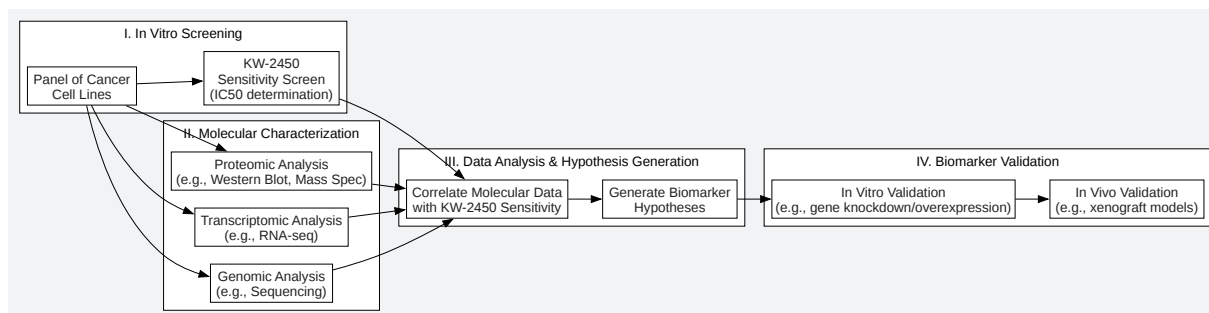 I. In Vitro Screening
Panel of Cancer
Cell Lines
KW-2450
Sensitivity Screen
(IC50 determination)
II. Molecular Characterization
Proteomic Analysis
(e.g., Western Blot, Mass Spec)
Transcriptomic Analysis
(e.g., RNA-seq)
Genomic Analysis
(e.g., Sequencing)
III. Data Analysis & Hypothesis Generation
Correlate Molecular Data
with KW-2450 Sensitivity
Generate Biomarker
Hypotheses
IV. Biomarker Validation
In Vitro Validation
(e.g., gene knockdown/overexpression)
In Vivo Validation
(e.g., xenograft models)